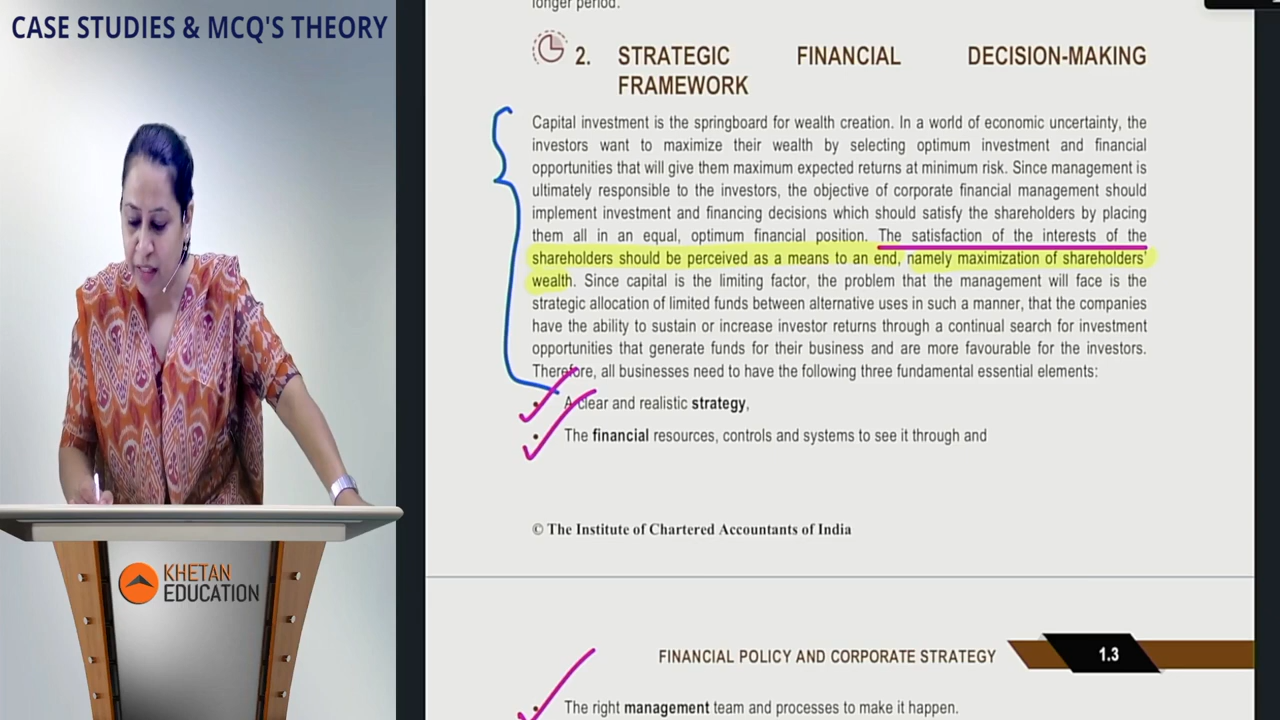 CASE STUDIES & MCQ'S THEORY
longer period.
2. STRATEGIC FINANCIAL DECISION-MAKING
FRAMEWORK
Capital investment is the springboard for wealth creation. In a world of economic uncertainty, the
investors want to maximize their wealth by selecting optimum investment and financial
opportunities that will give them maximum expected returns at minimum risk. Since management is
ultimately responsible to the investors, the objective of corporate financial management should
implement investment and financing decisions which should satisfy the shareholders by placing
them all in an equal, optimum financial position. The satisfaction of the interests of the
shareholders should be perceived as a means to an end, namely maximization of shareholders'
wealth. Since capital is the limiting factor, the problem that the management will face is the
strategic allocation of limited funds between alternative uses in such a manner, that the companies
have the ability to sustain or increase investor returns through a continual search for investment
opportunities that generate funds for their business and are more favourable for the investors.
Therefore, all businesses need to have the following three fundamental essential elements:
• A clear and realistic strategy,
• The financial resources, controls and systems to see it through and
© The Institute of Chartered Accountants of India
FINANCIAL POLICY AND CORPORATE STRATEGY 1.3
• The right management team and processes to make it happen.
KHETAN
EDUCATION